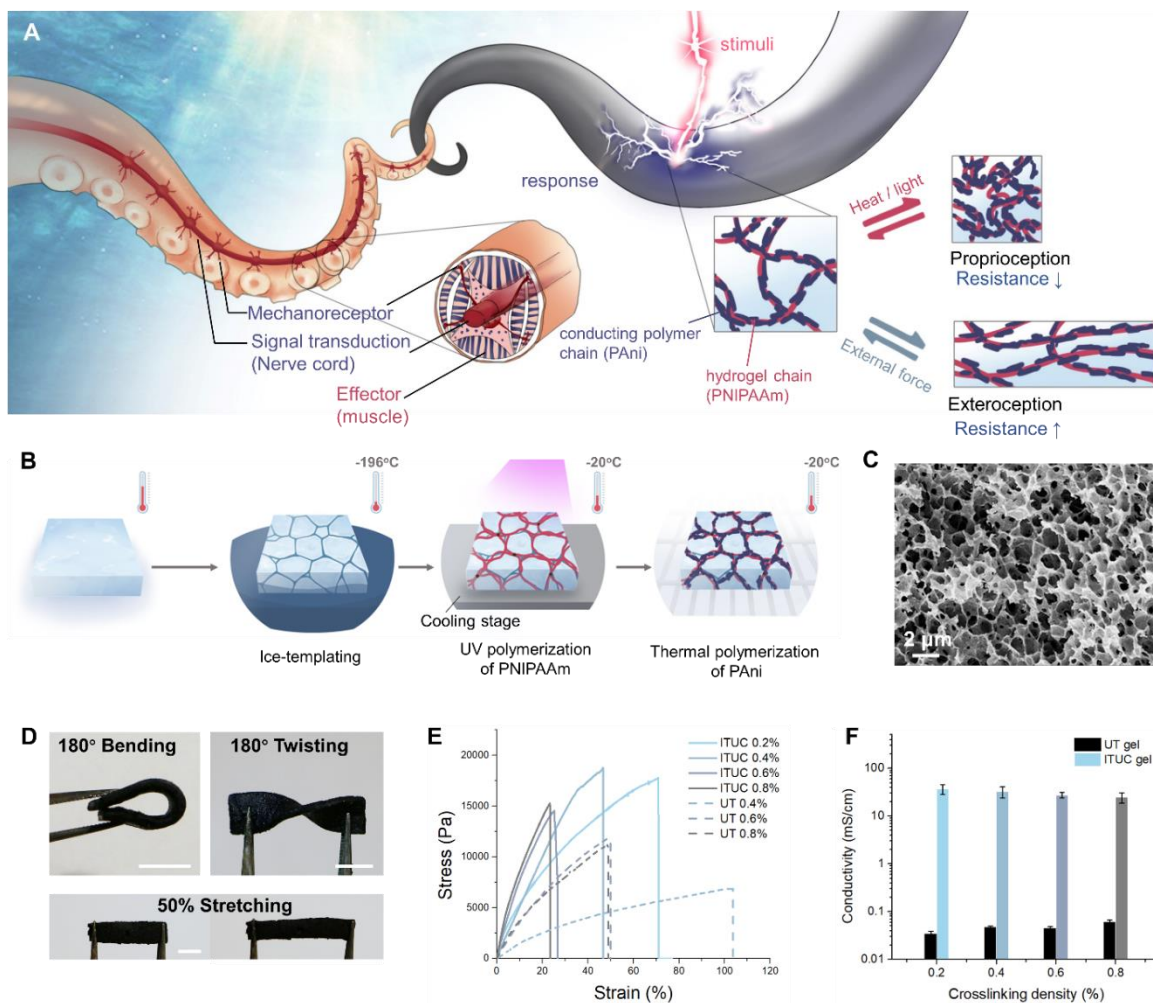 A
stimuli
response
Heat / light
Proprioception
Resistance ↓
Mechanoreceptor
Signal transduction
(Nerve cord)
Effector
(muscle)
conducting polymer
chain (PAni)
hydrogel chain
(PNIPAAm)
External force
Exteroception
Resistance ↑
B
-196°C
-20°C
-20°C
Cooling stage
Ice-templating
UV polymerization
of PNIPAAm
Thermal polymerization
of PAni
C
2 µm
D
180° Bending
180° Twisting
50% Stretching
E
Stress (Pa)
20000
15000
10000
5000
0
0 20 40 60 80 100 120
Strain (%)
ITUC 0.2%
ITUC 0.4%
ITUC 0.6%
ITUC 0.8%
UT 0.4%
UT 0.6%
UT 0.8%
F
Conductivity (mS/cm)
100
10
1
0.1
0.01
0.2 0.4 0.6 0.8
Crosslinking density (%)
UT gel
ITUC gel